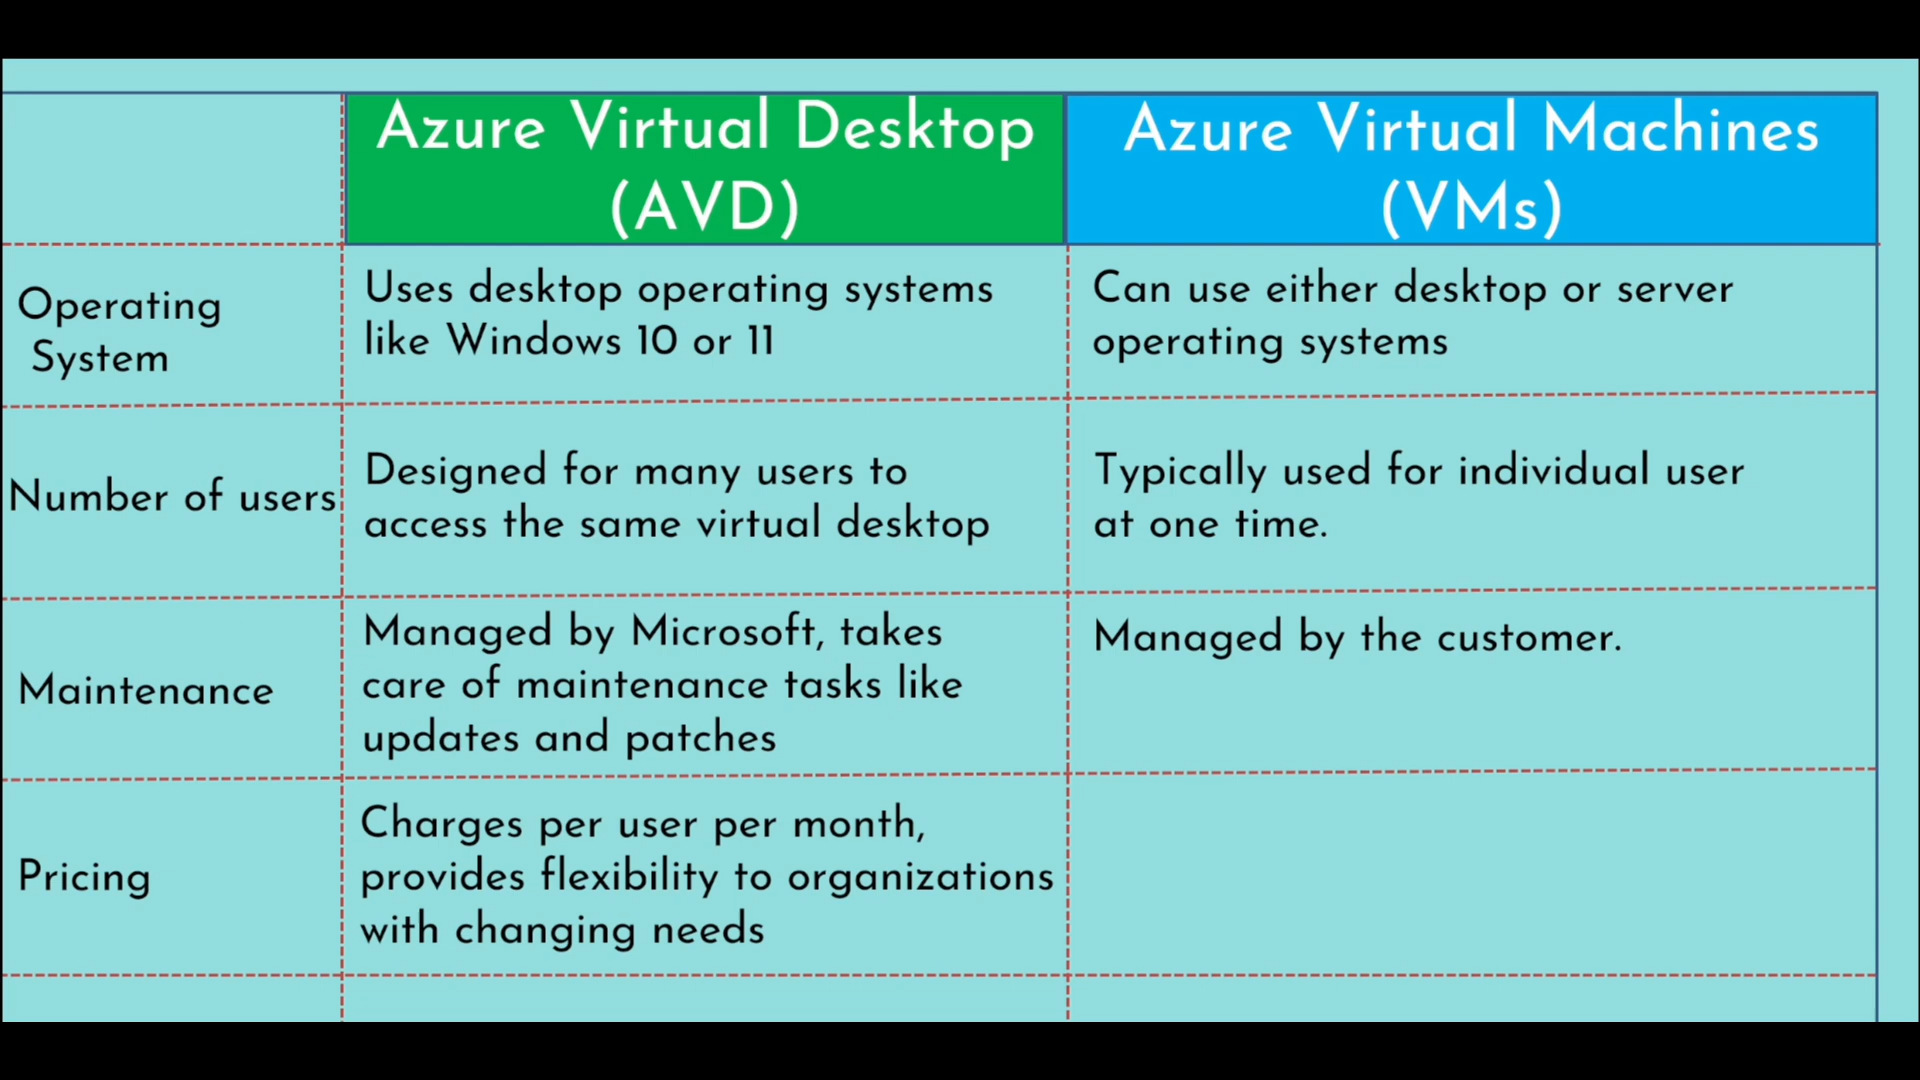 Azure Virtual Desktop
(AVD)
Azure Virtual Machines
(VMs)
Operating
System
Uses desktop operating systems
like Windows 10 or 11
Can use either desktop or server
operating systems
Number of users
Designed for many users to
access the same virtual desktop
Typically used for individual user
at one time.
Maintenance
Managed by Microsoft, takes
care of maintenance tasks like
updates and patches
Managed by the customer.
Pricing
Charges per user per month,
provides flexibility to organizations
with changing needs